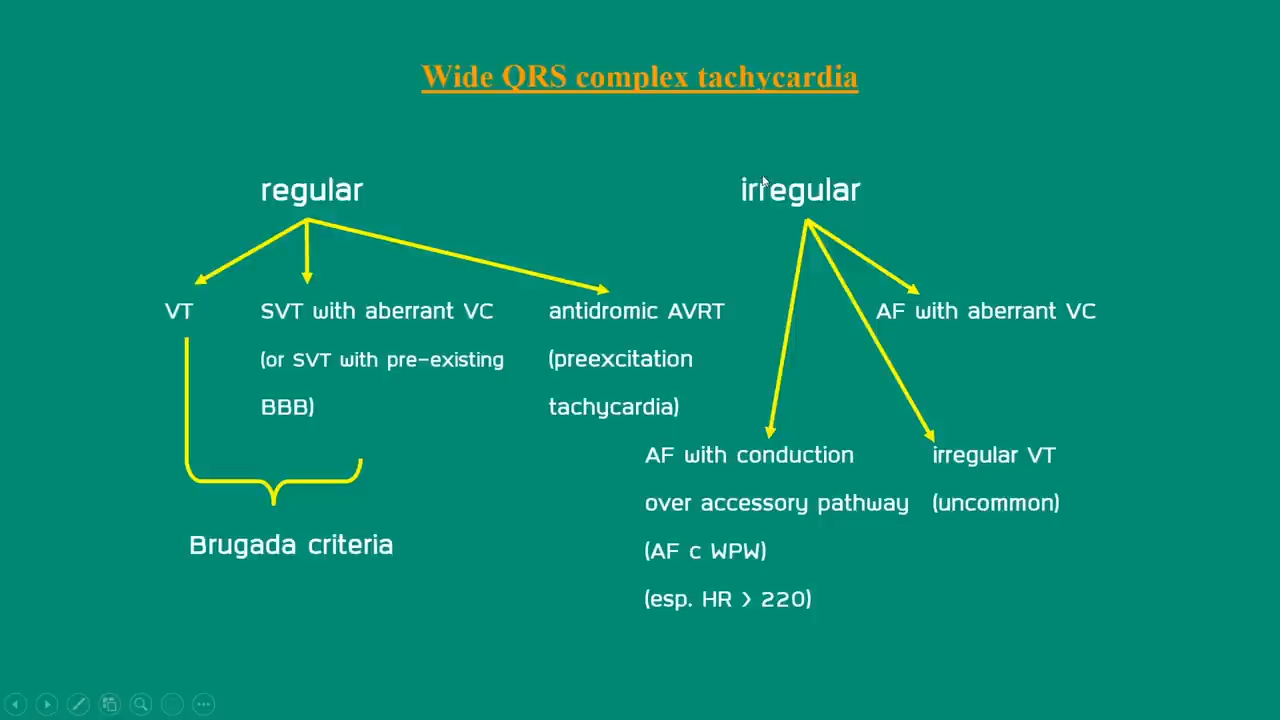 Wide QRS complex tachycardia
regular
irregular
VT
SVT with aberrant VC
(or SVT with pre-existing
BBB)
antidromic AVRT
(preexcitation
tachycardia)
AF with aberrant VC
AF with conduction
over accessory pathway
(AF c WPW)
(esp. HR > 220)
irregular VT
(uncommon)
Brugada criteria